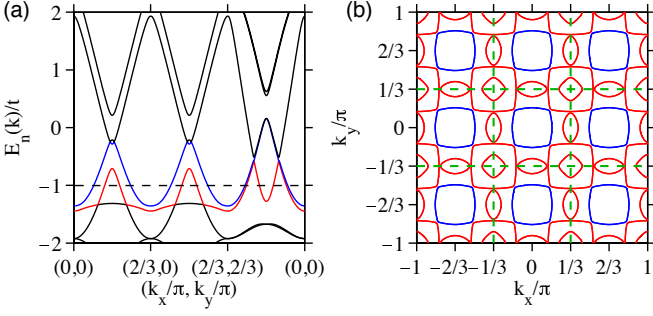 (a)
E_n(k)/t
2
1
0
−1
−2
(0,0) (2/3,0) (2/3,2/3) (0,0)
(k_x/π, k_y/π)
(b)
k_y/π
1
2/3
1/3
0
−1/3
−2/3
−1
−1 −2/3 −1/3 0 1/3 2/3 1
k_x/π